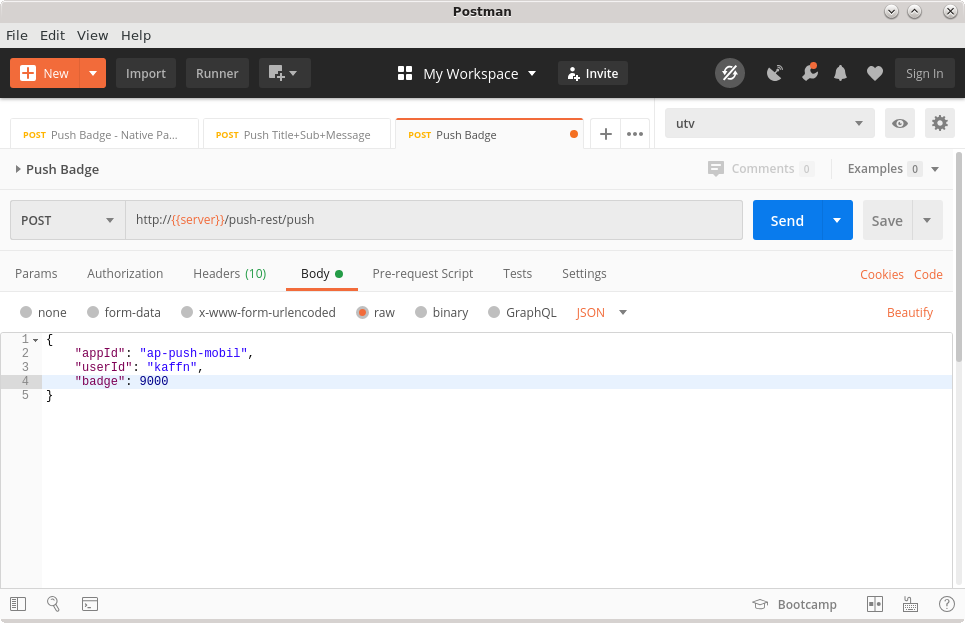 Postman
File Edit View Help
New Import Runner My Workspace Invite Sign In
POST Push Badge - Native Pa... POST Push Title+Sub+Message POST Push Badge utv
Push Badge Comments 0 Examples 0
POST http://{{server}}/push-rest/push Send Save
Params Authorization Headers (10) Body Pre-request Script Tests Settings Cookies Code
none form-data x-www-form-urlencoded raw binary GraphQL JSON Beautify
1 {
2 "appId": "ap-push-mobil",
3 "userId": "kaffn",
4 "badge": 9000
5 }
Bootcamp